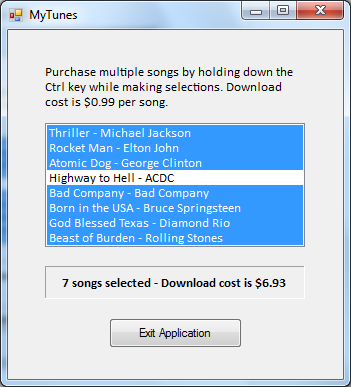 MyTunes
Purchase multiple songs by holding down the
Ctrl key while making selections. Download
cost is $0.99 per song.
Thriller - Michael Jackson
Rocket Man - Elton John
Atomic Dog - George Clinton
Highway to Hell - ACDC
Bad Company - Bad Company
Born in the USA - Bruce Springsteen
God Blessed Texas - Diamond Rio
Beast of Burden - Rolling Stones
7 songs selected - Download cost is $6.93
Exit Application